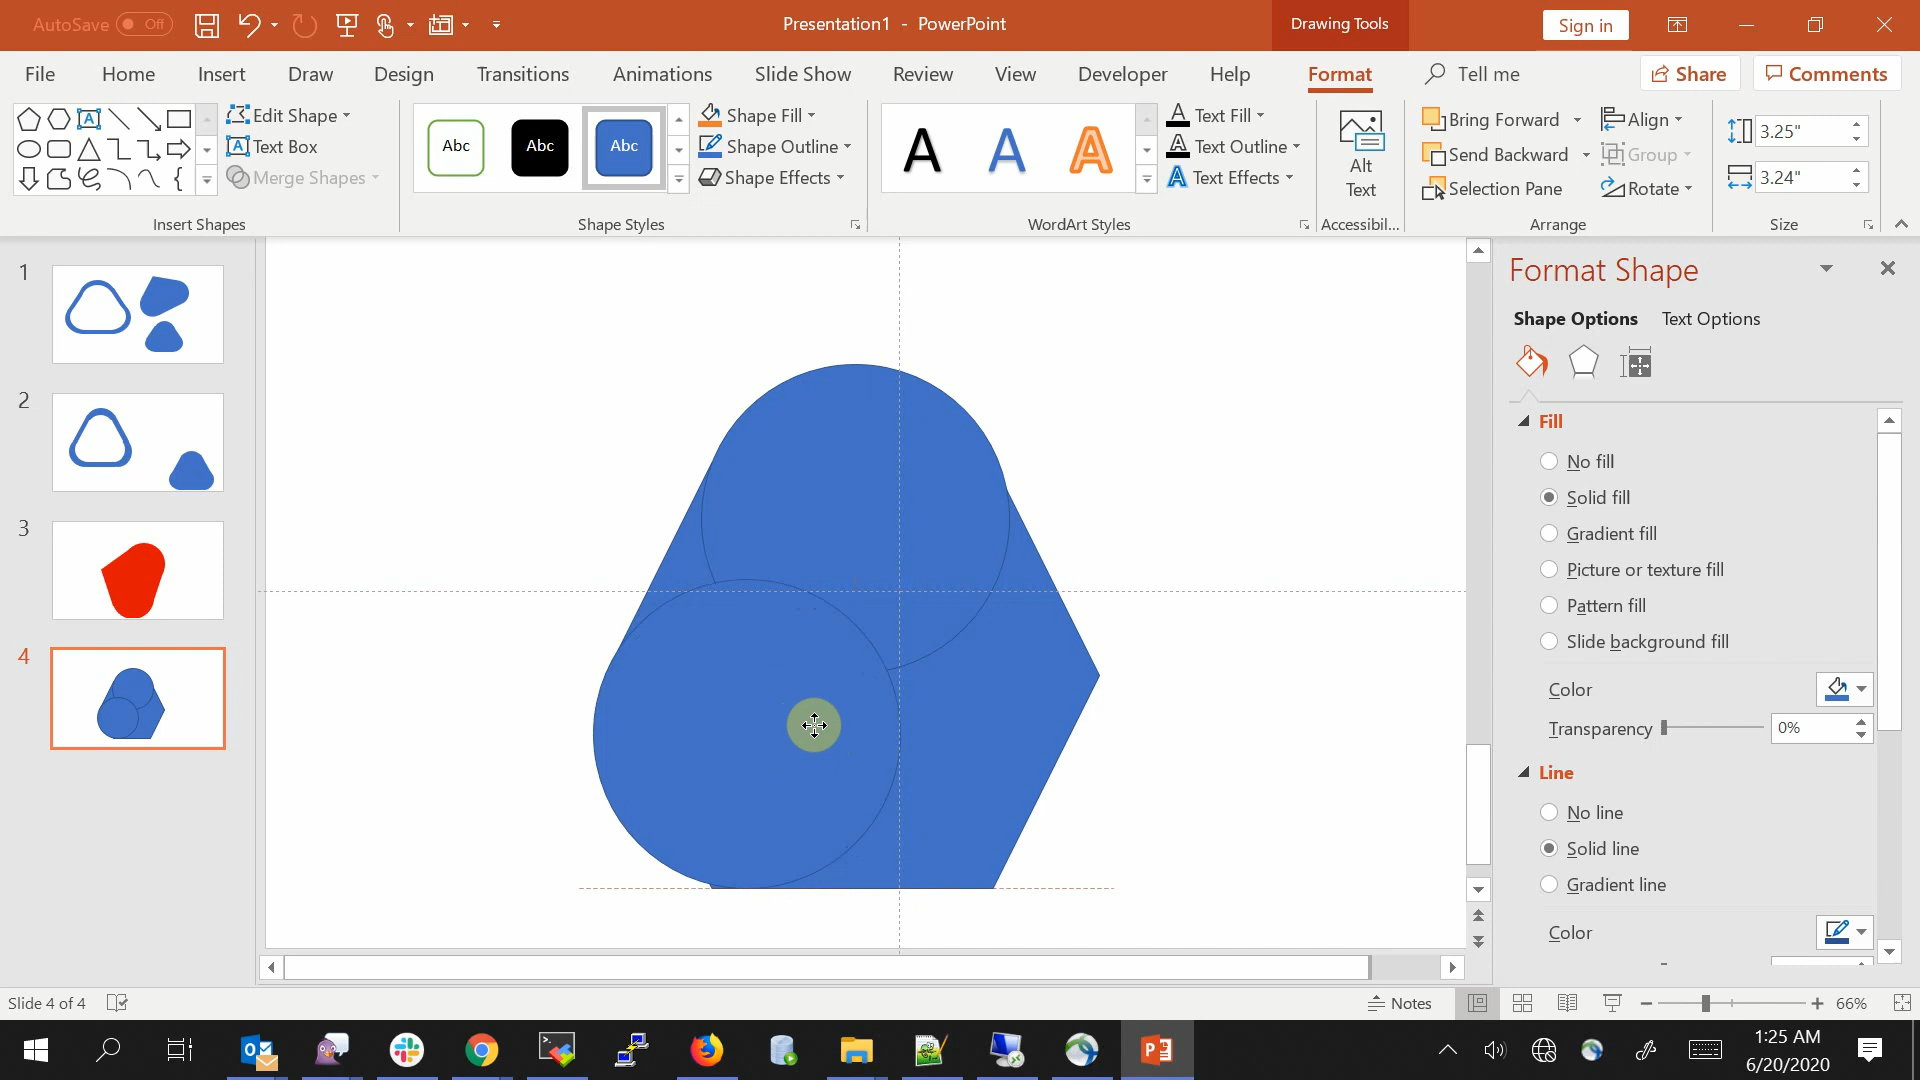 AutoSave Off
Presentation1 - PowerPoint
Drawing Tools
Sign in
File Home Insert Draw Design Transitions Animations Slide Show Review View Developer Help Format Tell me Share Comments
Edit Shape
Text Box
Merge Shapes
Insert Shapes
Abc Abc Abc
Shape Fill
Shape Outline
Shape Effects
Shape Styles
A A A
Text Fill
Text Outline
Text Effects
WordArt Styles
Alt
Text
Accessibil...
Bring Forward
Send Backward
Selection Pane
Align
Group
Rotate
Arrange
3.25"
3.24"
Size
1
2
3
4
Format Shape
Shape Options Text Options
Fill
No fill
Solid fill
Gradient fill
Picture or texture fill
Pattern fill
Slide background fill
Color
Transparency 0%
Line
No line
Solid line
Gradient line
Color
Slide 4 of 4
Notes
66%
1:25 AM
6/20/2020